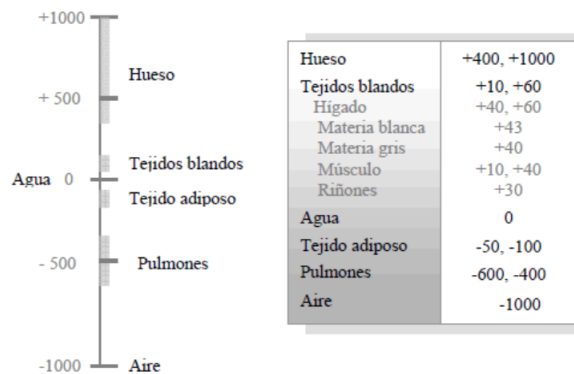 +1000
Hueso
+ 500
Tejidos blandos
Agua 0
Tejido adiposo
- 500
Pulmones
-1000
Aire
Hueso +400, +1000
Tejidos blandos +10, +60
Hígado +40, +60
Materia blanca +43
Materia gris +40
Músculo +10, +40
Riñones +30
Agua 0
Tejido adiposo -50, -100
Pulmones -600, -400
Aire -1000